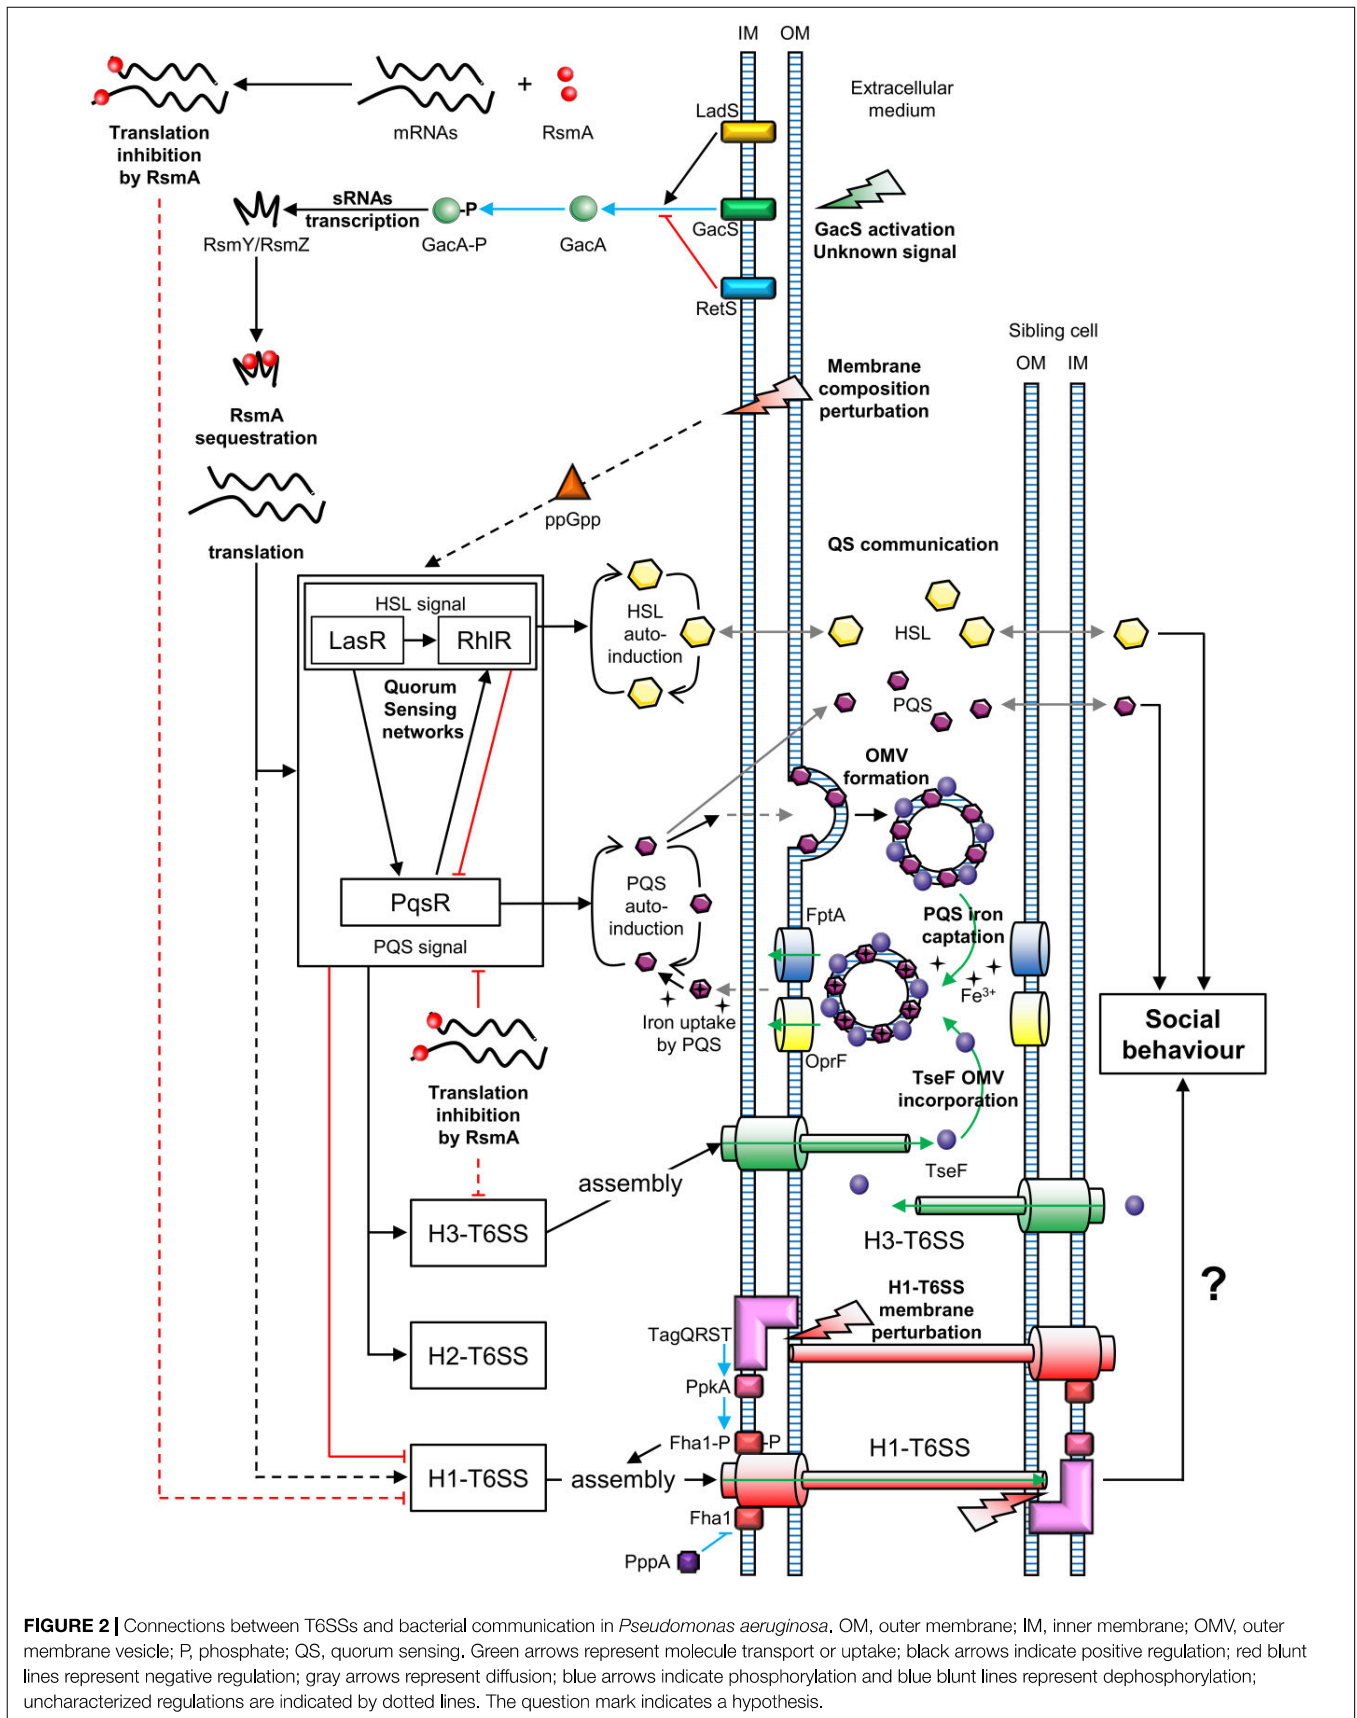 IM OM
Extracellular
medium
LadS
mRNAs
+
RsmA
Translation
inhibition
by RsmA
sRNAs
transcription
-P
RsmY/RsmZ
GacA-P
GacA
GacS
GacS activation
Unknown signal
RetS
Sibling cell
OM IM
Membrane
composition
perturbation
RsmA
sequestration
ppGpp
translation
QS communication
HSL signal
LasR
RhlR
HSL
auto-
induction
HSL
Quorum
Sensing
networks
PQS
OMV
formation
PqsR
PQS signal
PQS
auto-
induction
FptA
PQS iron
captation
Fe3+
Iron uptake
by PQS
OprF
Social
behaviour
TseF OMV
incorporation
Translation
inhibition
by RsmA
TseF
assembly
H3-T6SS
H3-T6SS
?
H1-T6SS
membrane
perturbation
TagQRST
H2-T6SS
PpkA
Fha1-P
-P
H1-T6SS
H1-T6SS
assembly
Fha1
PppA
FIGURE 2 | Connections between T6SSs and bacterial communication in Pseudomonas aeruginosa. OM, outer membrane; IM, inner membrane; OMV, outer
membrane vesicle; P, phosphate; QS, quorum sensing. Green arrows represent molecule transport or uptake; black arrows indicate positive regulation; red blunt
lines represent negative regulation; gray arrows represent diffusion; blue arrows indicate phosphorylation and blue blunt lines represent dephosphorylation;
uncharacterized regulations are indicated by dotted lines. The question mark indicates a hypothesis.